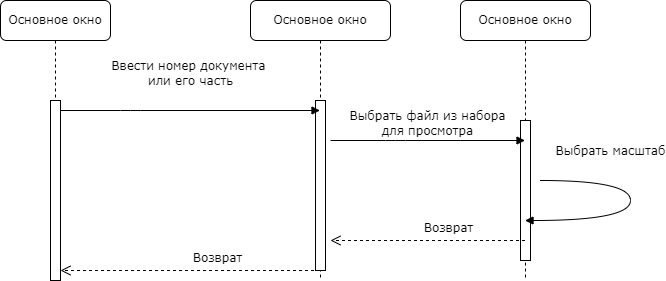 Основное окно
Основное окно
Основное окно
Ввести номер документа
или его часть
Выбрать файл из набора
для просмотра
Выбрать масштаб
Возврат
Возврат